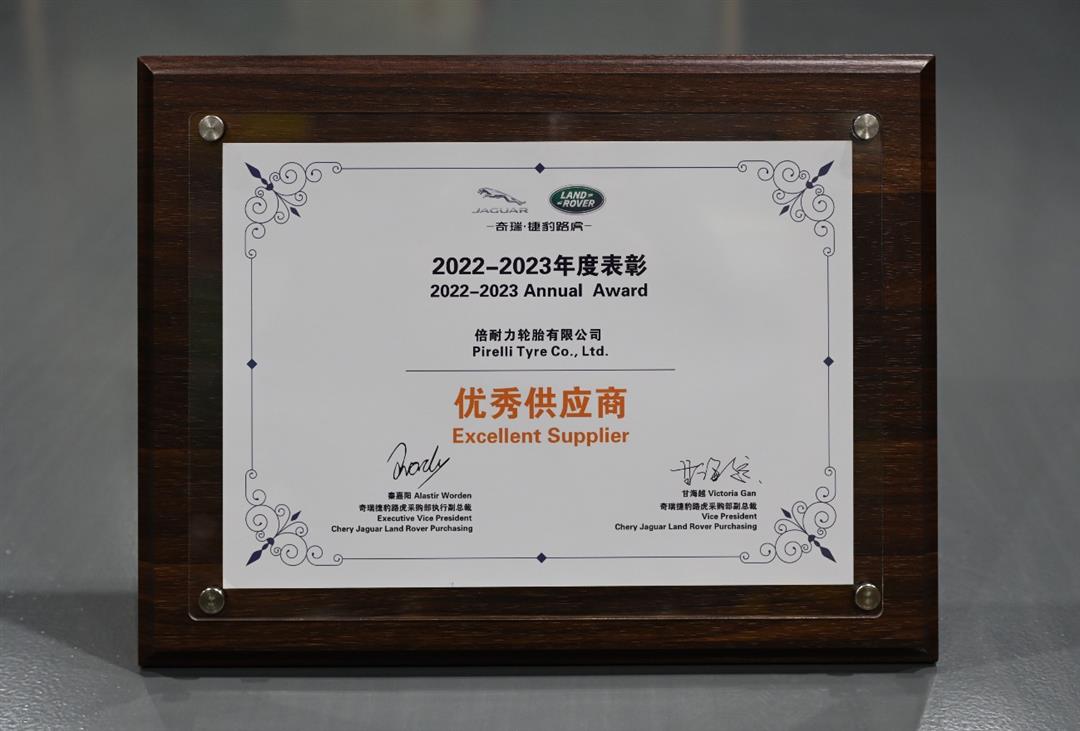 JAGUAR
LAND
ROVER
奇瑞·捷豹路虎
2022-2023年度表彰
2022-2023 Annual Award
倍耐力轮胎有限公司
Pirelli Tyre Co., Ltd.
优秀供应商
Excellent Supplier
秦嘉阳 Alastir Worden
奇瑞捷豹路虎采购部执行副总裁
Executive Vice President
Chery Jaguar Land Rover Purchasing
甘海越 Victoria Gan
奇瑞捷豹路虎采购部副总裁
Vice President
Chery Jaguar Land Rover Purchasing